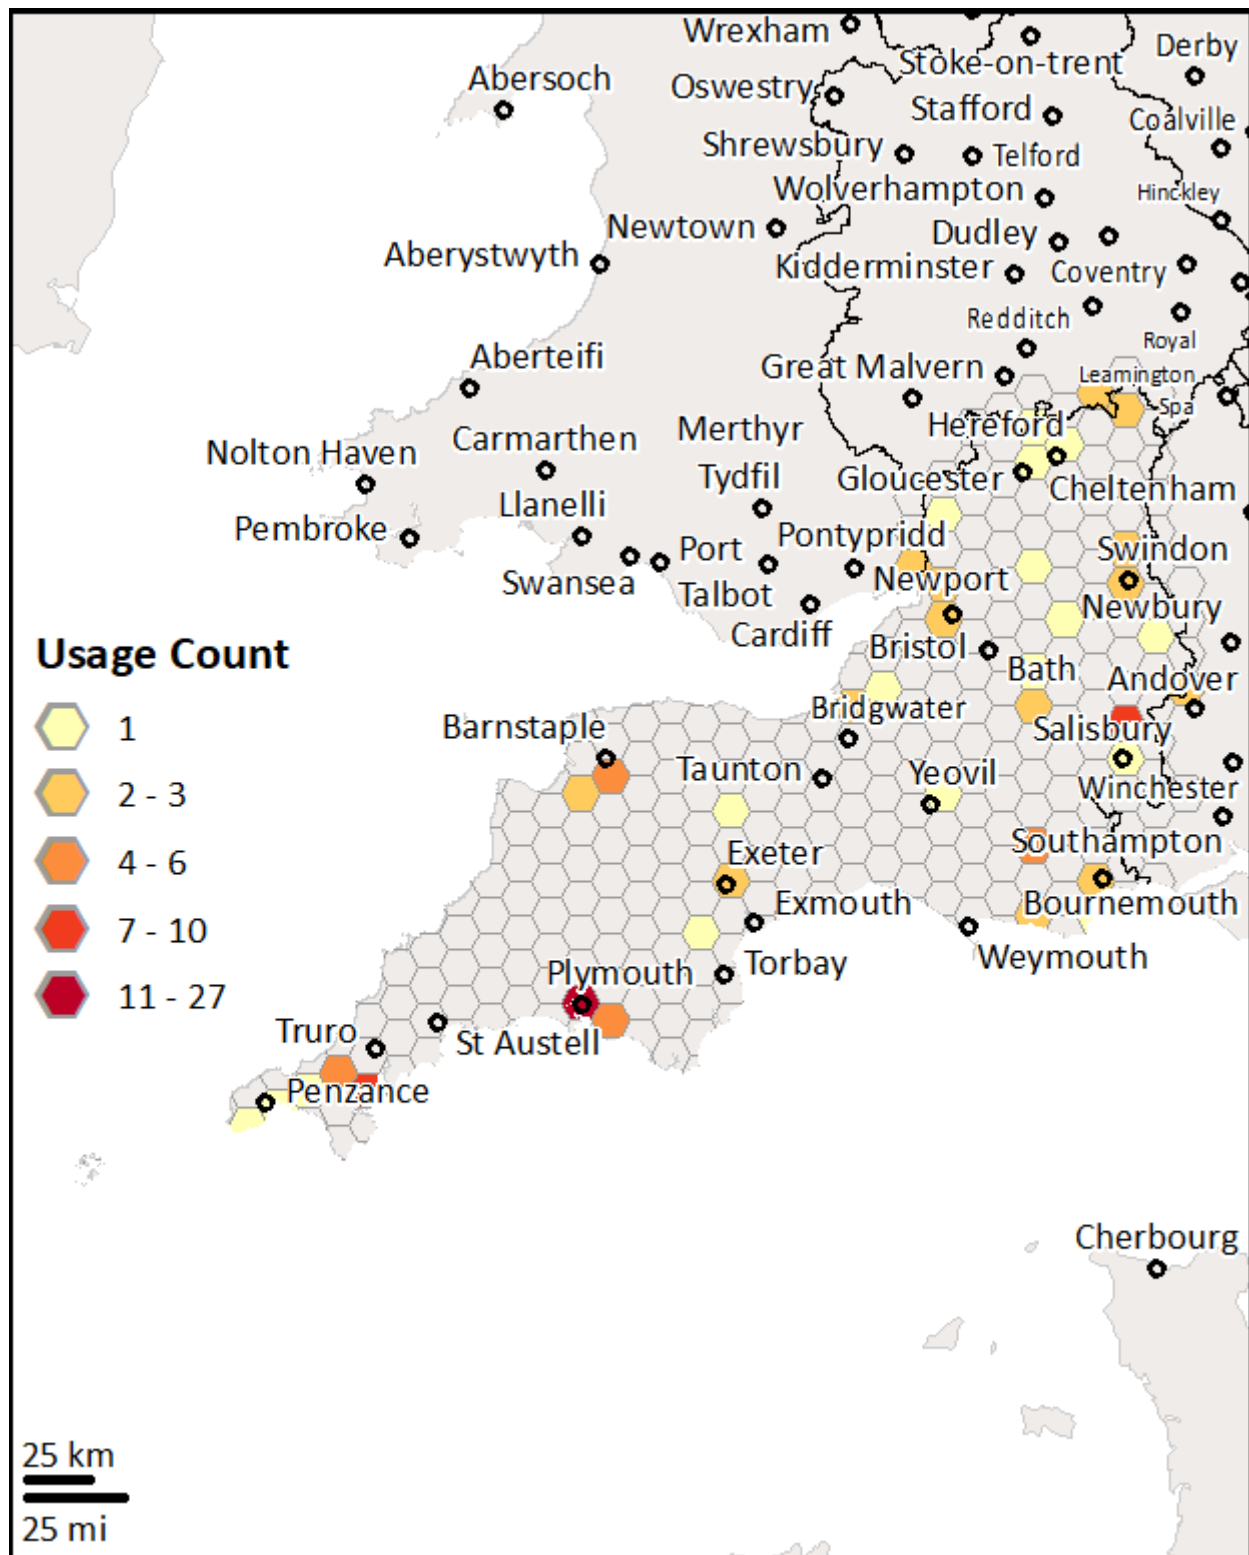 Wrexham
Derby
Stoke-on-trent
Abersoch
Oswestry
Stafford
Coalville
Shrewsbury
Telford
Wolverhampton
Hinckley
Newtown
Dudley
Aberystwyth
Kidderminster
Coventry
Redditch
Royal
Leamington
Spa
Aberteifi
Great Malvern
Hereford
Nolton Haven
Carmarthen
Merthyr
Tydfil
Gloucester
Cheltenham
Llanelli
Pembroke
Port
Talbot
Pontypridd
Swindon
Swansea
Newport
Newbury
Cardiff
Bristol
Usage Count
1
2 - 3
4 - 6
7 - 10
11 - 27
Bath
Andover
Bridgwater
Barnstaple
Salisbury
Taunton
Yeovil
Winchester
Exeter
Southampton
Exmouth
Bournemouth
Weymouth
Plymouth
Torbay
Truro
St Austell
Penzance
Cherbourg
25 km
25 mi